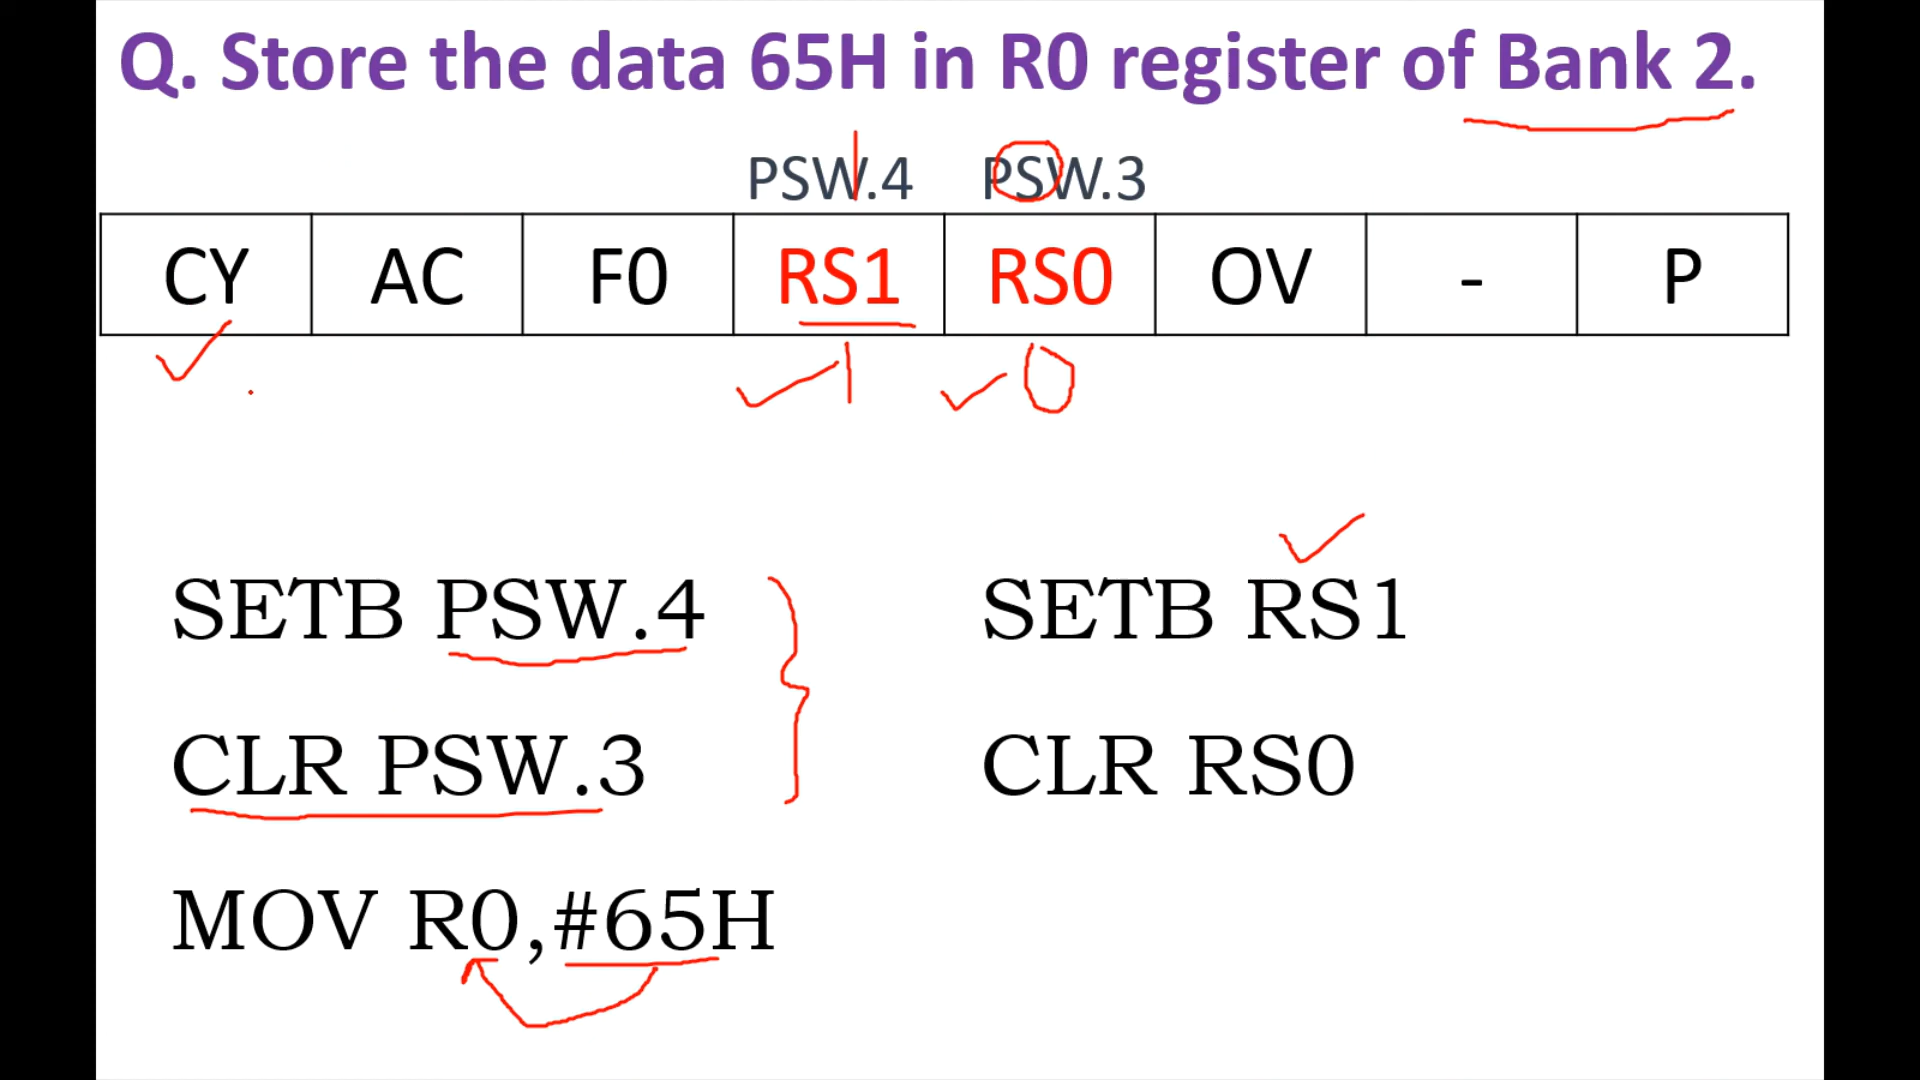 Q. Store the data 65H in R0 register of Bank 2.
PSW.4 PSW.3
CY AC F0 RS1 RS0 OV - P
1 0
SETB PSW.4 SETB RS1
CLR PSW.3 CLR RS0
MOV R0,#65H